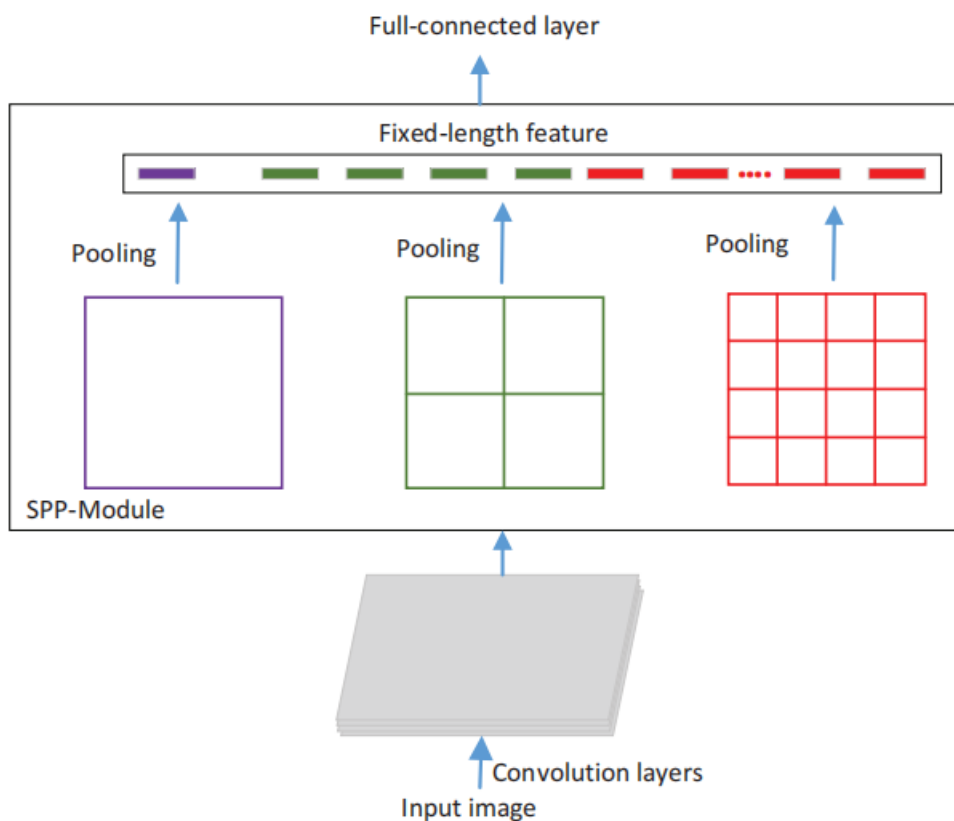 Full-connected layer
Fixed-length feature
Pooling
Pooling
Pooling
SPP-Module
Convolution layers
Input image